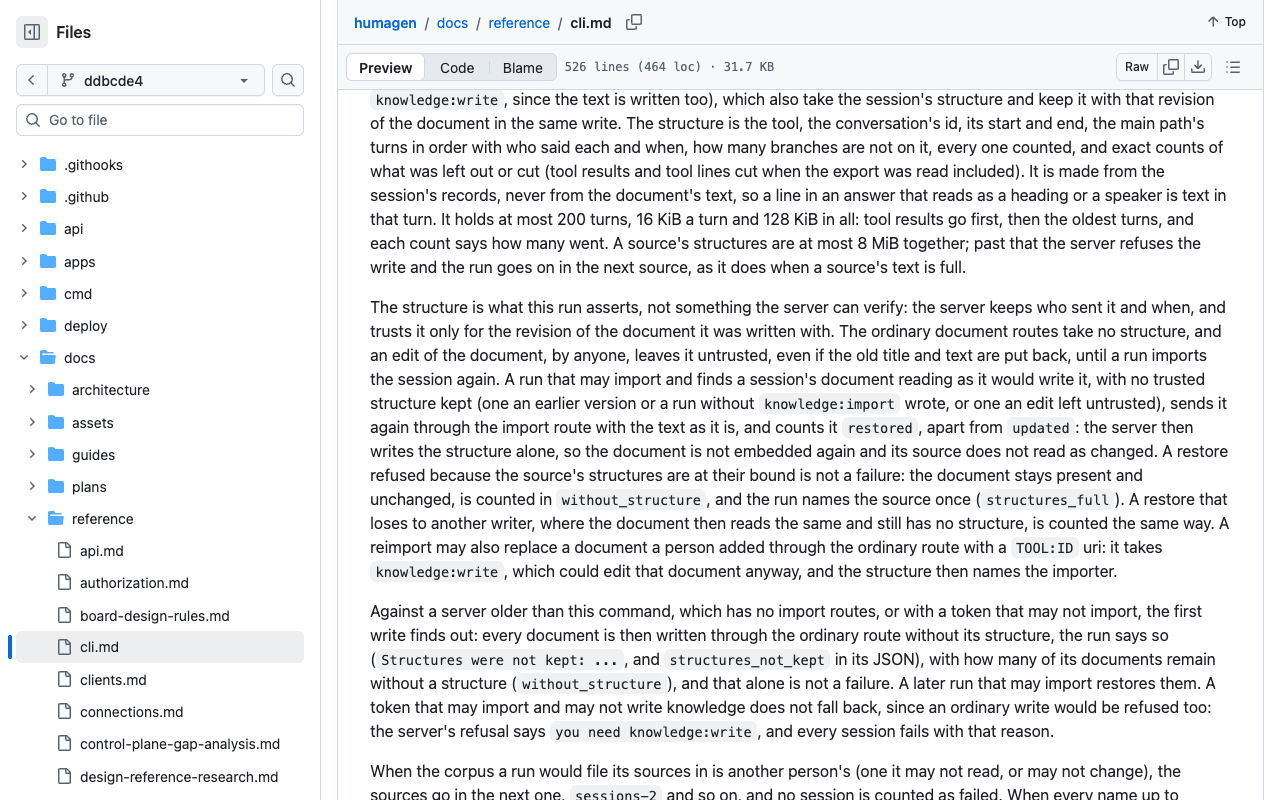 Files
ddbcde4
Go to file
.githooks
.github
api
apps
cmd
deploy
docs
architecture
assets
guides
plans
reference
api.md
authorization.md
board-design-rules.md
cli.md
clients.md
connections.md
control-plane-gap-analysis.md
design-reference-research.md
humagen / docs / reference / cli.md
Top
Preview Code Blame 526 lines (464 loc) · 31.7 KB
Raw
knowledge:write , since the text is written too), which also take the session's structure and keep it with that revision
of the document in the same write. The structure is the tool, the conversation's id, its start and end, the main path's
turns in order with who said each and when, how many branches are not on it, every one counted, and exact counts of
what was left out or cut (tool results and tool lines cut when the export was read included). It is made from the
session's records, never from the document's text, so a line in an answer that reads as a heading or a speaker is text in
that turn. It holds at most 200 turns, 16 KiB a turn and 128 KiB in all: tool results go first, then the oldest turns, and
each count says how many went. A source's structures are at most 8 MiB together; past that the server refuses the
write and the run goes on in the next source, as it does when a source's text is full.
The structure is what this run asserts, not something the server can verify: the server keeps who sent it and when, and
trusts it only for the revision of the document it was written with. The ordinary document routes take no structure, and
an edit of the document, by anyone, leaves it untrusted, even if the old title and text are put back, until a run imports
the session again. A run that may import and finds a session's document reading as it would write it, with no trusted
structure kept (one an earlier version or a run without knowledge:import wrote, or one an edit left untrusted), sends it
again through the import route with the text as it is, and counts it restored , apart from updated : the server then
writes the structure alone, so the document is not embedded again and its source does not read as changed. A restore
refused because the source's structures are at their bound is not a failure: the document stays present and
unchanged, is counted in without_structure , and the run names the source once ( structures_full ). A restore that
loses to another writer, where the document then reads the same and still has no structure, is counted the same way. A
reimport may also replace a document a person added through the ordinary route with a TOOL:ID uri: it takes
knowledge:write , which could edit that document anyway, and the structure then names the importer.
Against a server older than this command, which has no import routes, or with a token that may not import, the first
write finds out: every document is then written through the ordinary route without its structure, the run says so
( Structures were not kept: ... , and structures_not_kept in its JSON), with how many of its documents remain
without a structure ( without_structure ), and that alone is not a failure. A later run that may import restores them. A
token that may import and may not write knowledge does not fall back, since an ordinary write would be refused too:
the server's refusal says you need knowledge:write , and every session fails with that reason.
When the corpus a run would file its sources in is another person's (one it may not read, or may not change), the
sources go in the next one, sessions-2 and so on, and no session is counted as failed. When every name up to